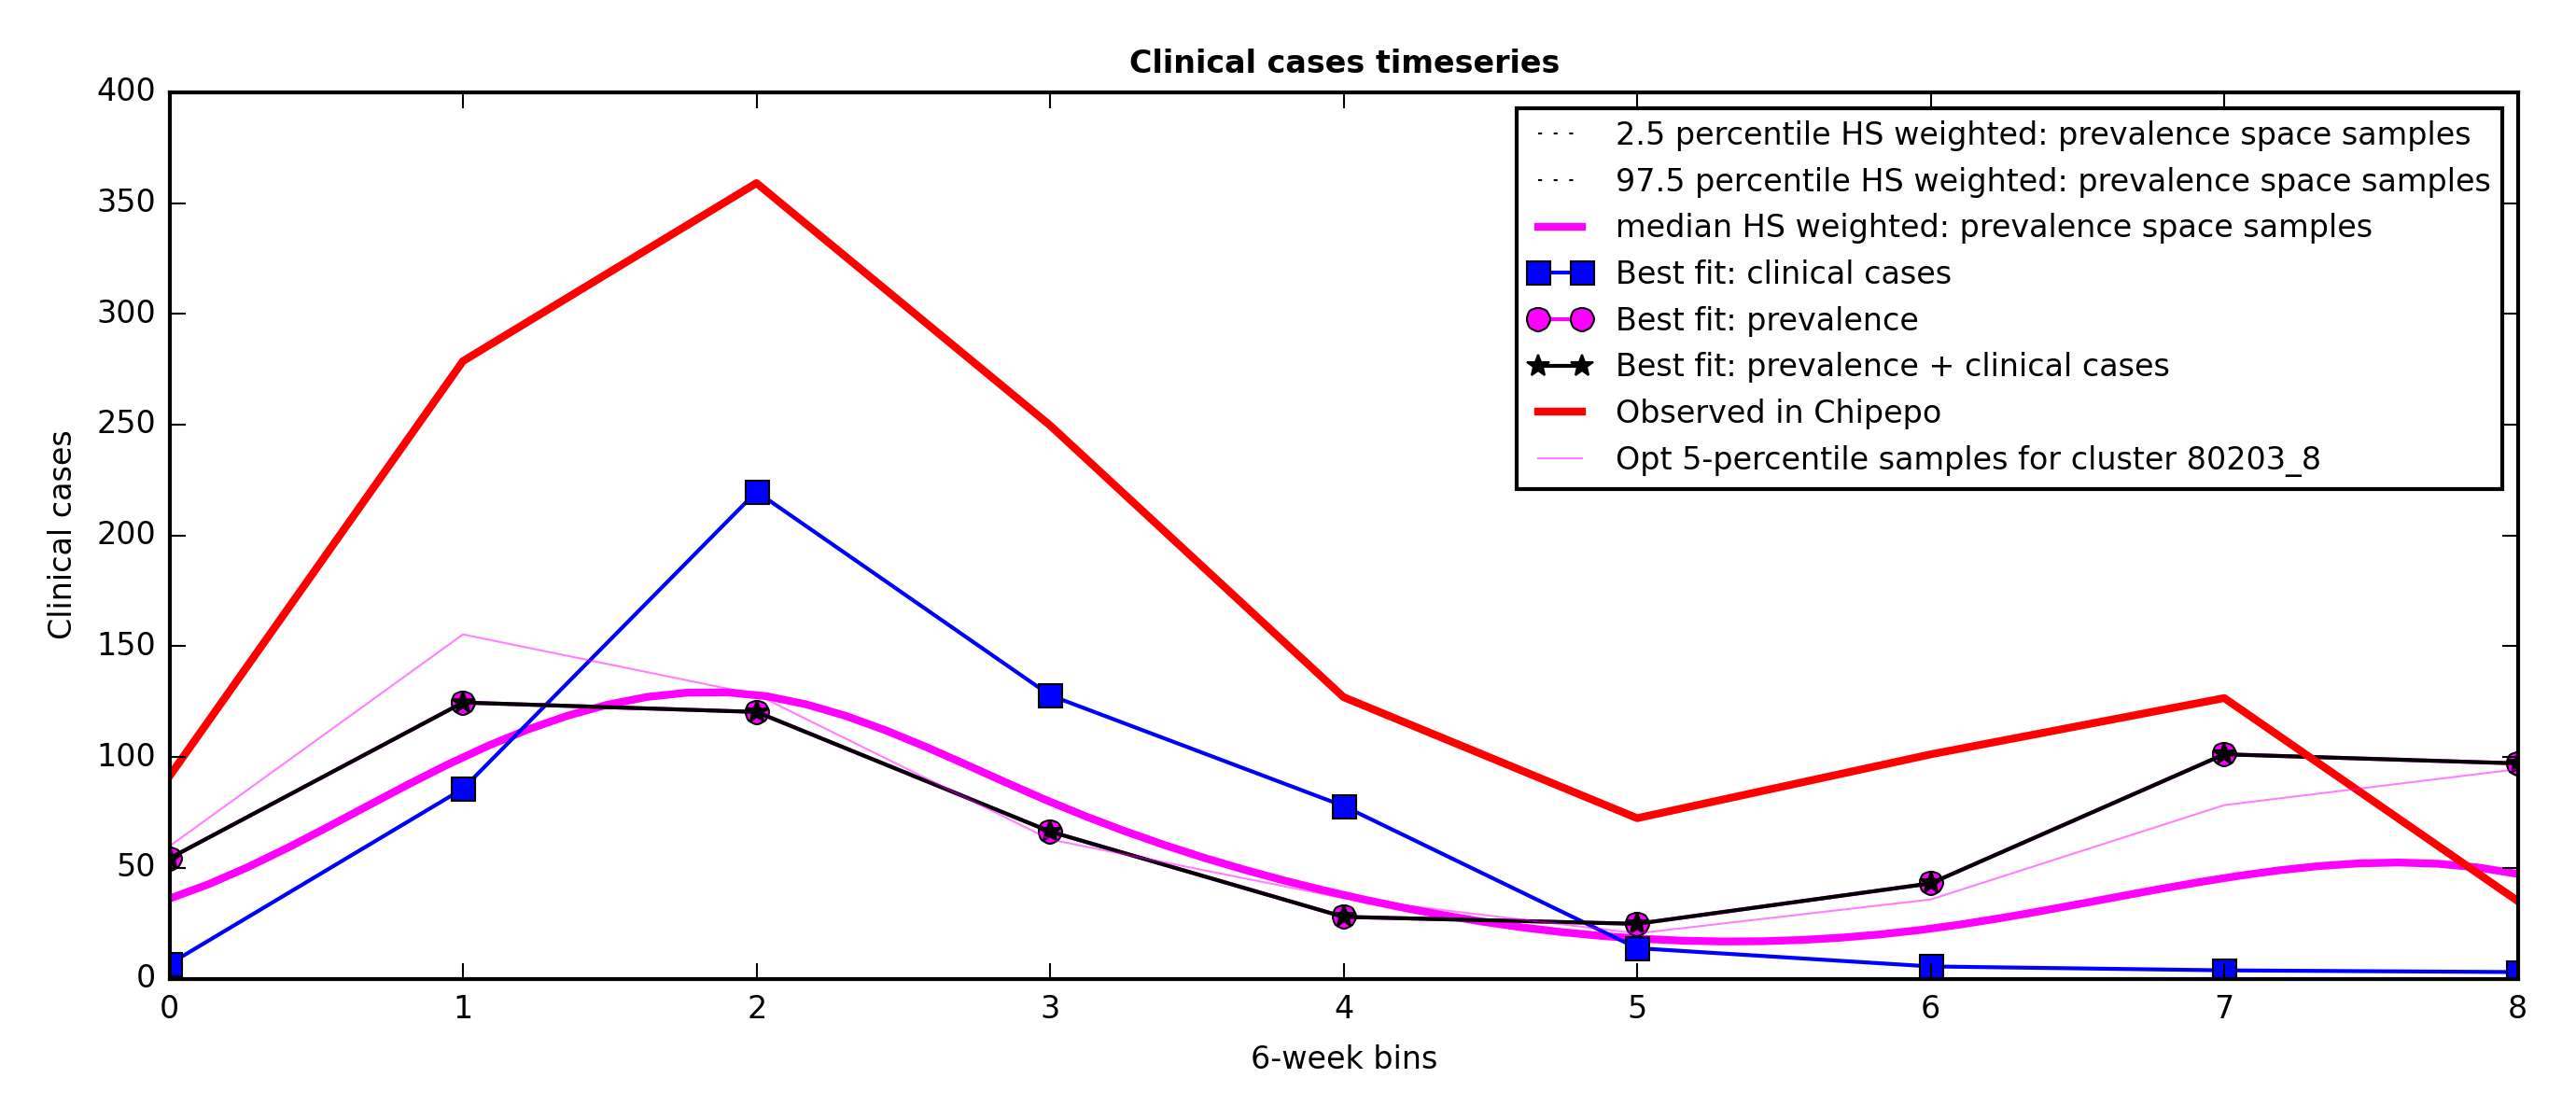 Clinical cases timeseries
400
350
300
250
200
150
100
50
0
Clinical cases
2.5 percentile HS weighted: prevalence space samples
97.5 percentile HS weighted: prevalence space samples
median HS weighted: prevalence space samples
Best fit: clinical cases
Best fit: prevalence
Best fit: prevalence + clinical cases
Observed in Chipepo
Opt 5-percentile samples for cluster 80203_8
0 1 2 3 4 5 6 7 8
6-week bins